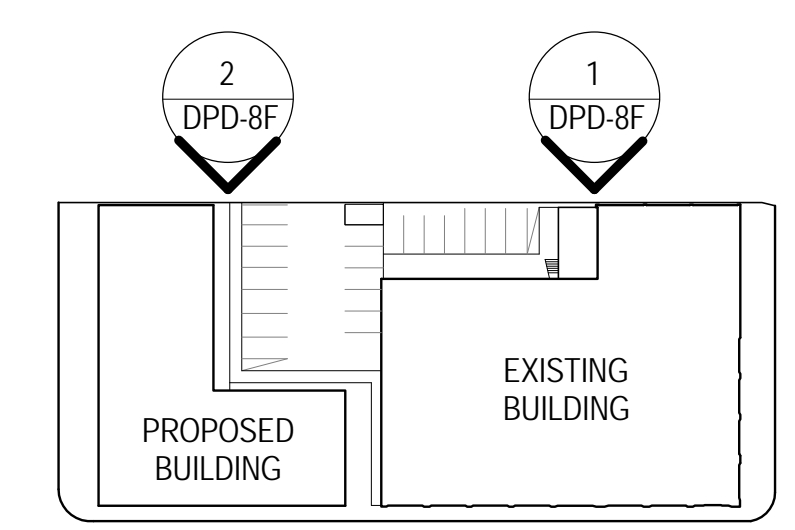 2
DPD-8F
1
DPD-8F
EXISTING
BUILDING
PROPOSED
BUILDING